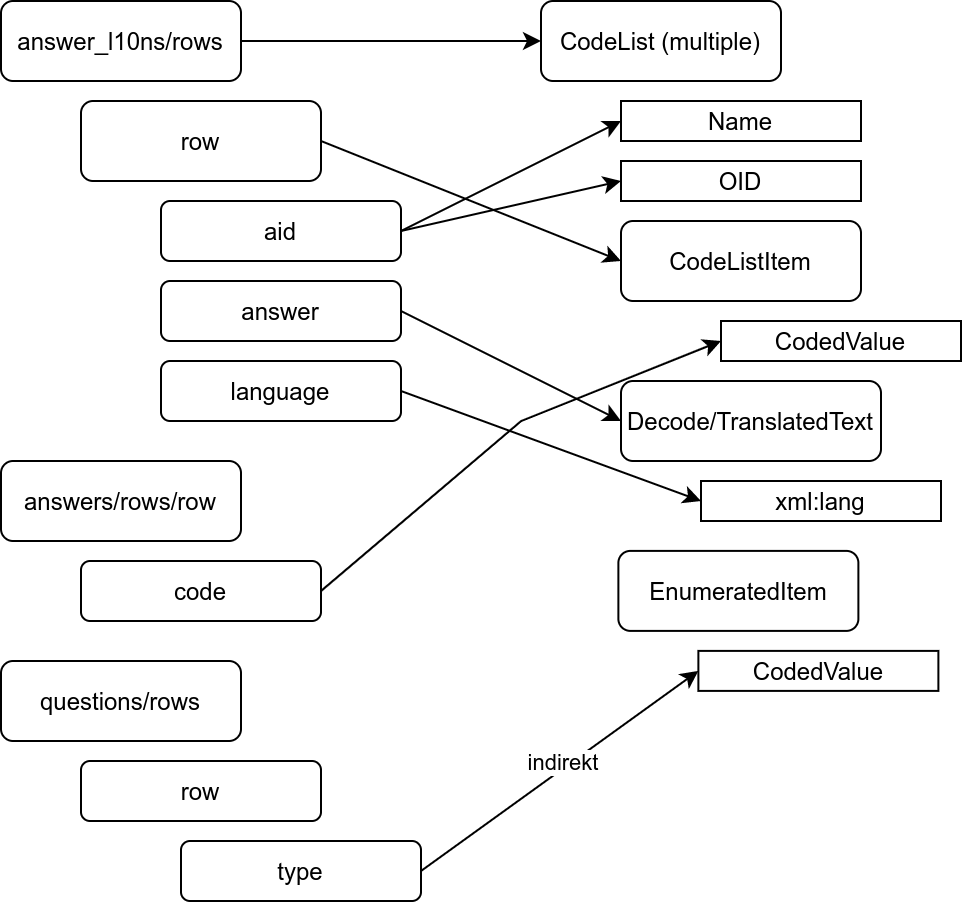 answer_l10ns/rows
CodeList (multiple)
row
Name
OID
aid
CodeListItem
answer
CodedValue
language
Decode/TranslatedText
answers/rows/row
xml:lang
code
EnumeratedItem
questions/rows
CodedValue
indirekt
row
type